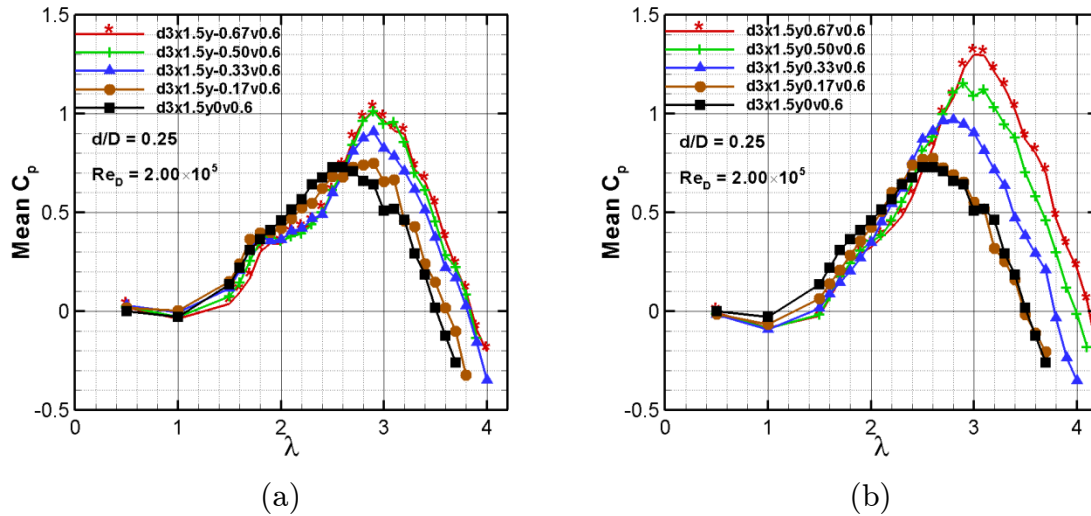 d3x1.5y-0.67v0.6
d3x1.5y-0.50v0.6
d3x1.5y-0.33v0.6
d3x1.5y-0.17v0.6
d3x1.5y0v0.6
d/D = 0.25
Re_D = 2.00×10^5
Mean C_p
1.5
1
0.5
0
-0.5
0 1 2 3 4
λ
(a)
d3x1.5y0.67v0.6
d3x1.5y0.50v0.6
d3x1.5y0.33v0.6
d3x1.5y0.17v0.6
d3x1.5y0v0.6
d/D = 0.25
Re_D = 2.00×10^5
Mean C_p
1.5
1
0.5
0
-0.5
0 1 2 3 4
λ
(b)